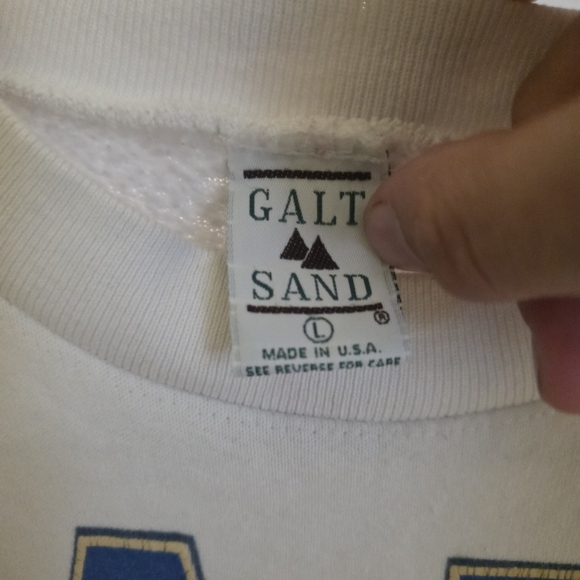 GALT
SAND
L
®
MADE IN U.S.A.
SEE REVERSE FOR CARE